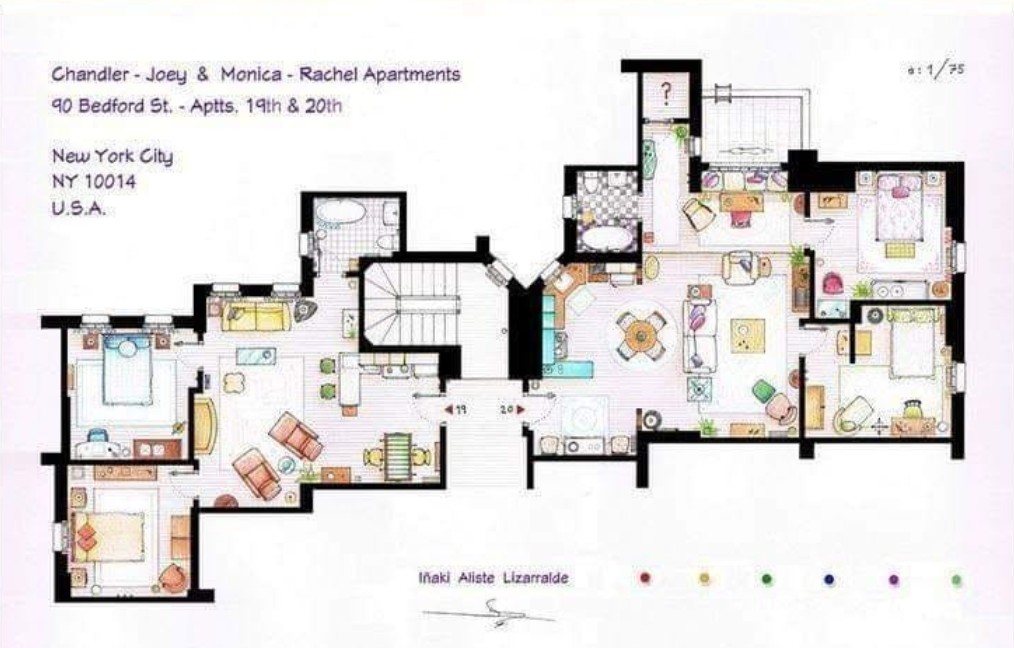 Chandler - Joey & Monica - Rachel Apartments
90 Bedford St. - Aptts. 19th & 20th
New York City
NY 10014
U.S.A.
e: 1/75
?
19 20
Iñaki Aliste Lizarralde